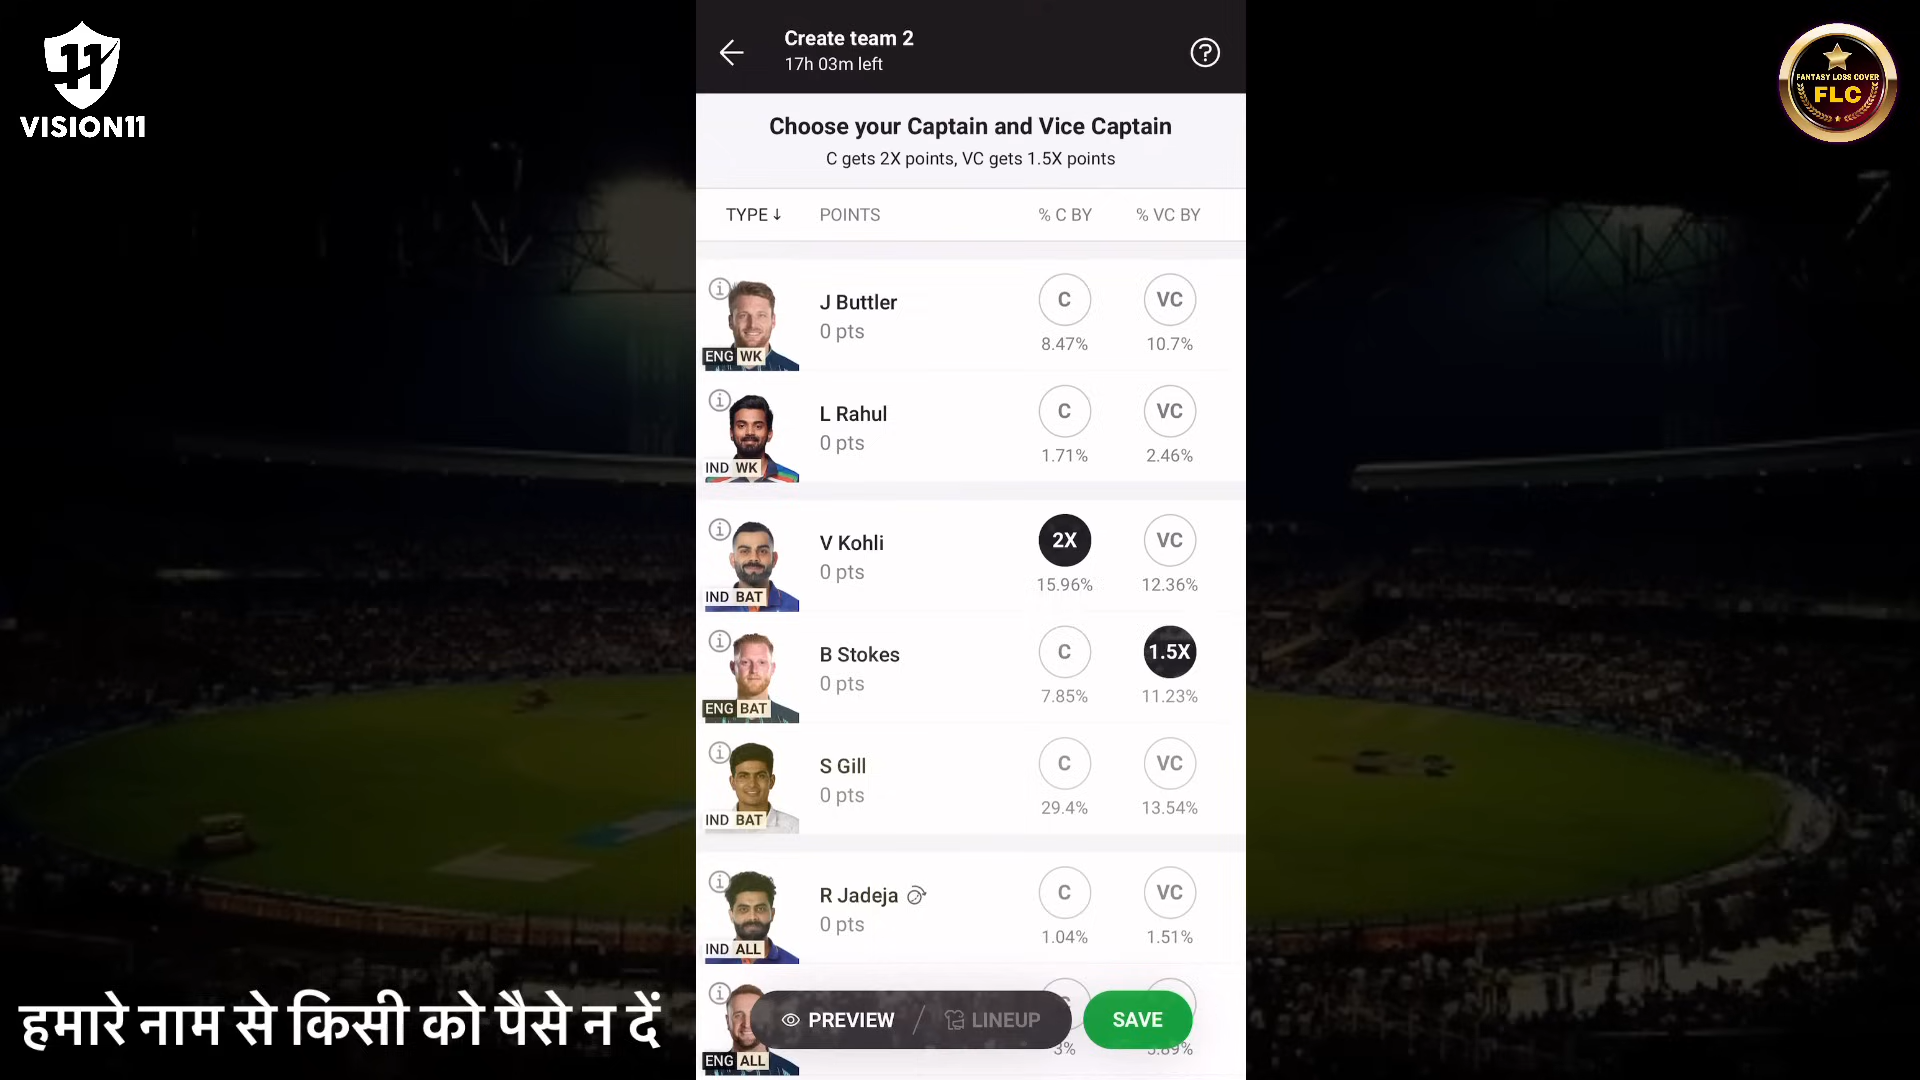 VISION11
FANTASY LOSS COVER
FLC
Create team 2
17h 03m left
Choose your Captain and Vice Captain
C gets 2X points, VC gets 1.5X points
TYPE↓ POINTS % C BY % VC BY
J Buttler C VC
0 pts 8.47% 10.7%
ENG WK
L Rahul C VC
0 pts 1.71% 2.46%
IND WK
V Kohli 2X VC
0 pts 15.96% 12.36%
IND BAT
B Stokes C 1.5X
0 pts 7.85% 11.23%
ENG BAT
S Gill C VC
0 pts 29.4% 13.54%
IND BAT
R Jadeja C VC
0 pts 1.04% 1.51%
IND ALL
PREVIEW / LINEUP SAVE
ENG ALL
हमारे नाम से किसी को पैसे न दें